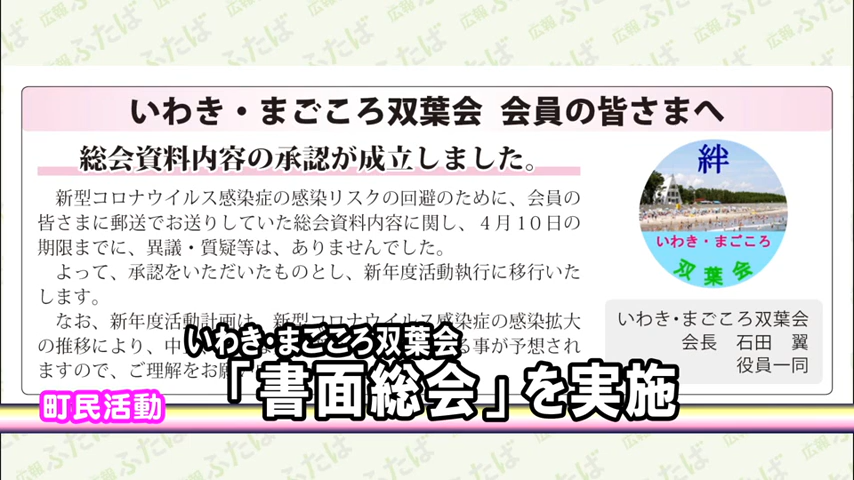 いわき・まごころ双葉会 会員の皆さまへ
総会資料内容の承認が成立しました。
新型コロナウイルス感染症の感染リスクの回避のために、会員の
皆さまに郵送でお送りしていた総会資料内容に関し、４月１０日の
期限までに、異議・質疑等は、ありませんでした。
よって、承認をいただいたものとし、新年度活動執行に移行いた
します。
なお、新年度活動計画は、新型コロナウイルス感染症の感染拡大
の推移により、中
る事が予想され
ますので、ご理解をお願
絆
いわき・まごころ
双葉会
いわき・まごころ双葉会
会長 石田 翼
役員一同
いわき・まごころ双葉会
「書面総会」を実施
町民活動
広報ふたば